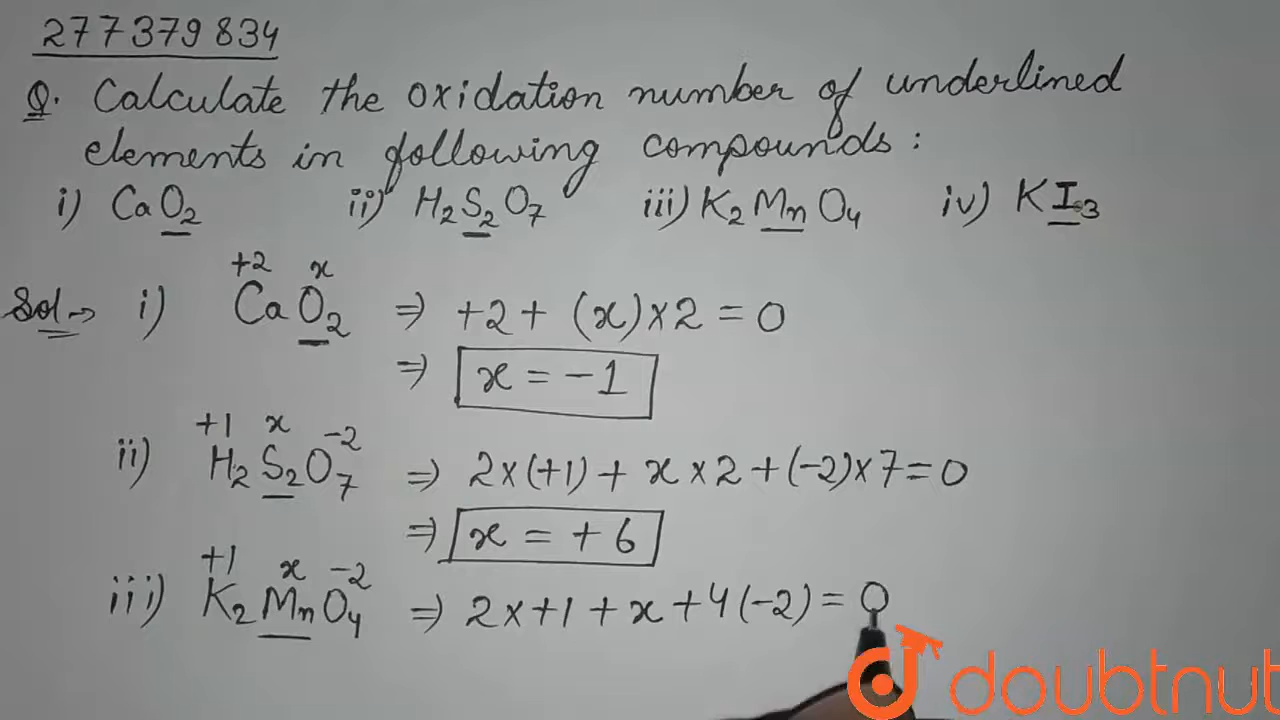 277379834
Q. Calculate the oxidation number of underlined
elements in following compounds:
i) CaO₂ ii) H₂S₂O₇ iii) K₂MnO₄ iv) KI₃
Sol → i) +2 x
CaO₂ ⇒ +2 + (x)×2 = 0
⇒ x = -1
+1 x -2
ii) H₂S₂O₇ ⇒ 2×(+1) + x×2 + (-2)×7 = 0
⇒ x = +6
+1 x -2
iii) K₂MnO₄ ⇒ 2×+1 + x + 4(-2) = 0
doubtnut